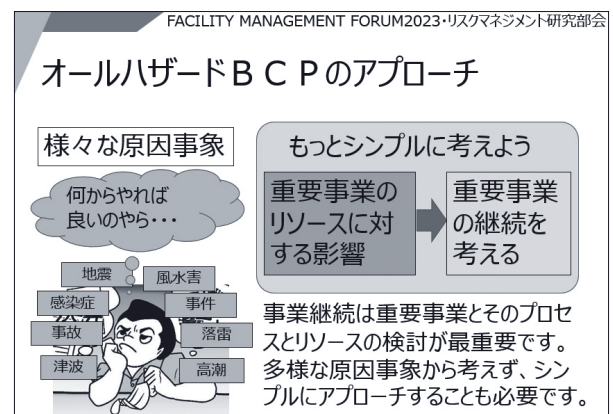 FACILITY MANAGEMENT FORUM2023・リスクマネジメント研究部会
オールハザードＢＣＰのアプローチ
様々な原因事象
何からやれば
良いのやら・・・
地震
風水害
感染症
事件
事故
落雷
津波
高潮
もっとシンプルに考えよう
重要事業の
リソースに対
する影響
重要事業
の継続を
考える
事業継続は重要事業とそのプロセ
スとリソースの検討が最重要です。
多様な原因事象から考えず、シン
プルにアプローチすることも必要です。